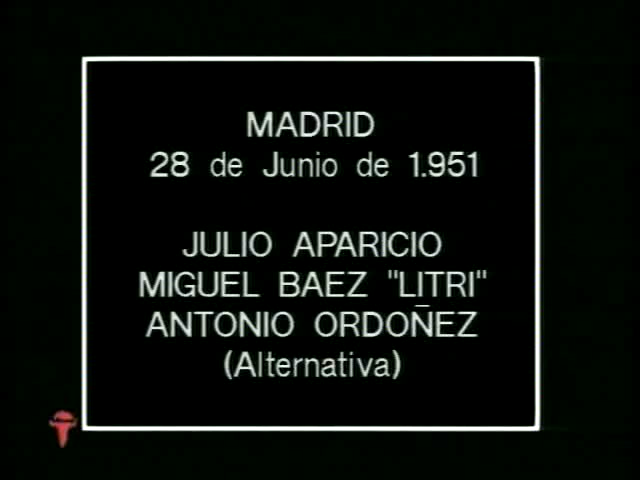 MADRID
28 de Junio de 1.951
JULIO APARICIO
MIGUEL BAEZ "LITRI"
ANTONIO ORDOÑEZ
(Alternativa)